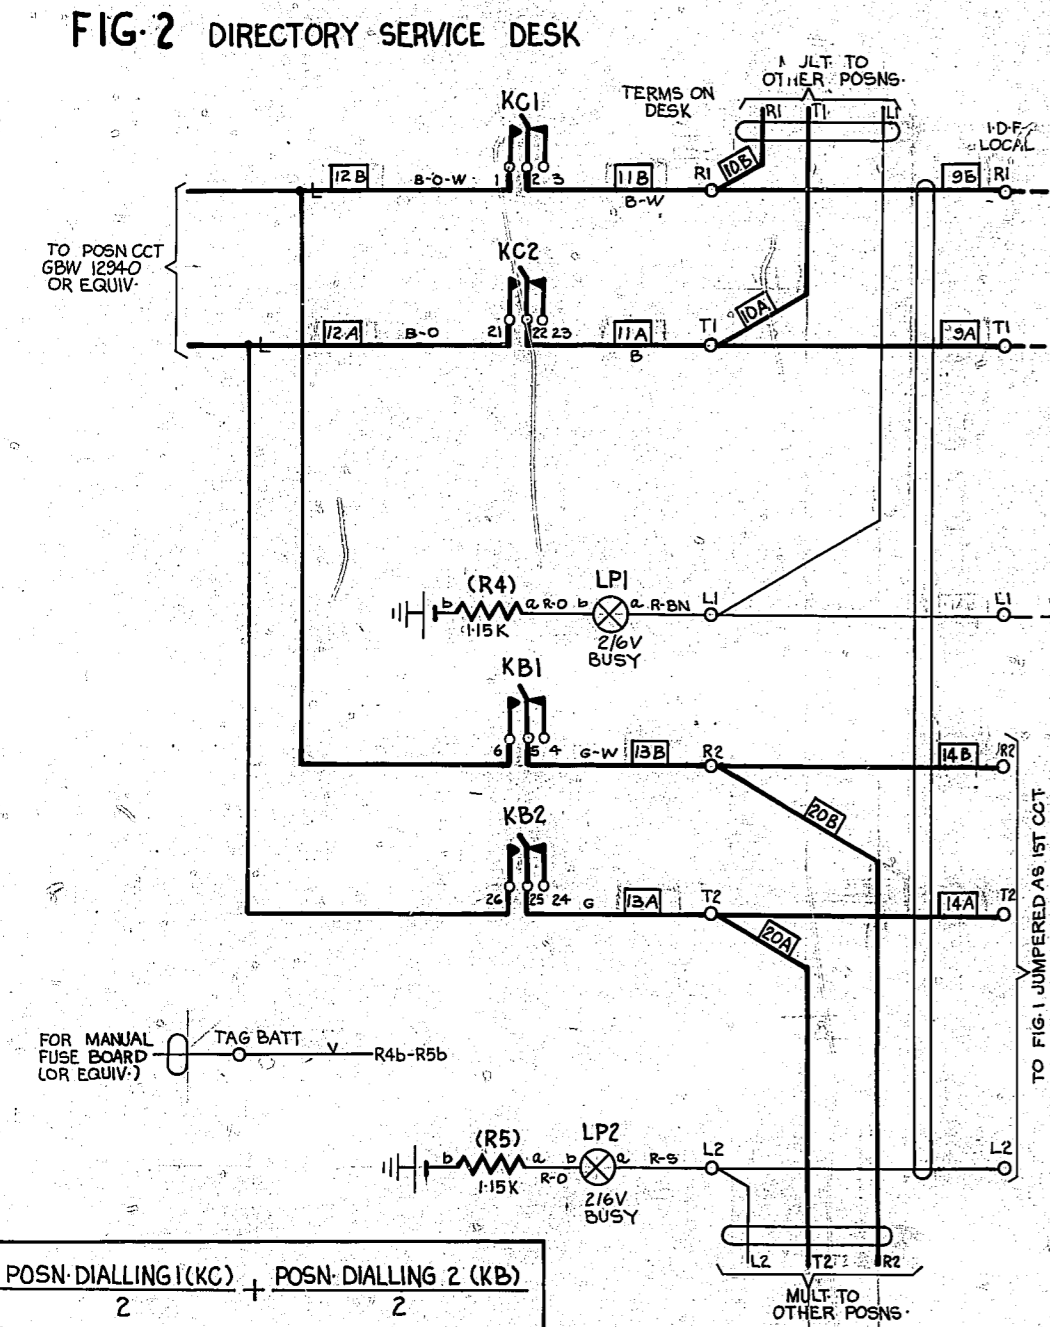 FIG. 2 DIRECTORY SERVICE DESK
MULT TO
OTHER POSNS.
TERMS ON
DESK
R1 T1 L1
I.D.F.
LOCAL
KC1
12B B-O-W 1 2 3 11B R1 10B 9B R1
B-W
TO POSN CCT
GBW 12940
OR EQUIV.
KC2
12A B-O 21 22 23 11A T1 10A 9A T1
B
(R4) LP1
b a R-O b a R-BN L1 L1
1.15K
2/6V
BUSY
KB1
6 5 4 G-W 13B R2 14B R2
20B
KB2
26 25 24 G 13A T2 14A T2
20A
TO FIG. 1 JUMPERED AS 1ST CCT
FOR MANUAL
FUSE BOARD
(OR EQUIV.)
TAG BATT
V R4b-R5b
(R5) LP2
b a R-O b a R-S L2 L2
1.15K
2/6V
BUSY
L2 T2 R2
MULT TO
OTHER POSNS.
POSN. DIALLING 1 (KC) + POSN. DIALLING 2 (KB)
2 2